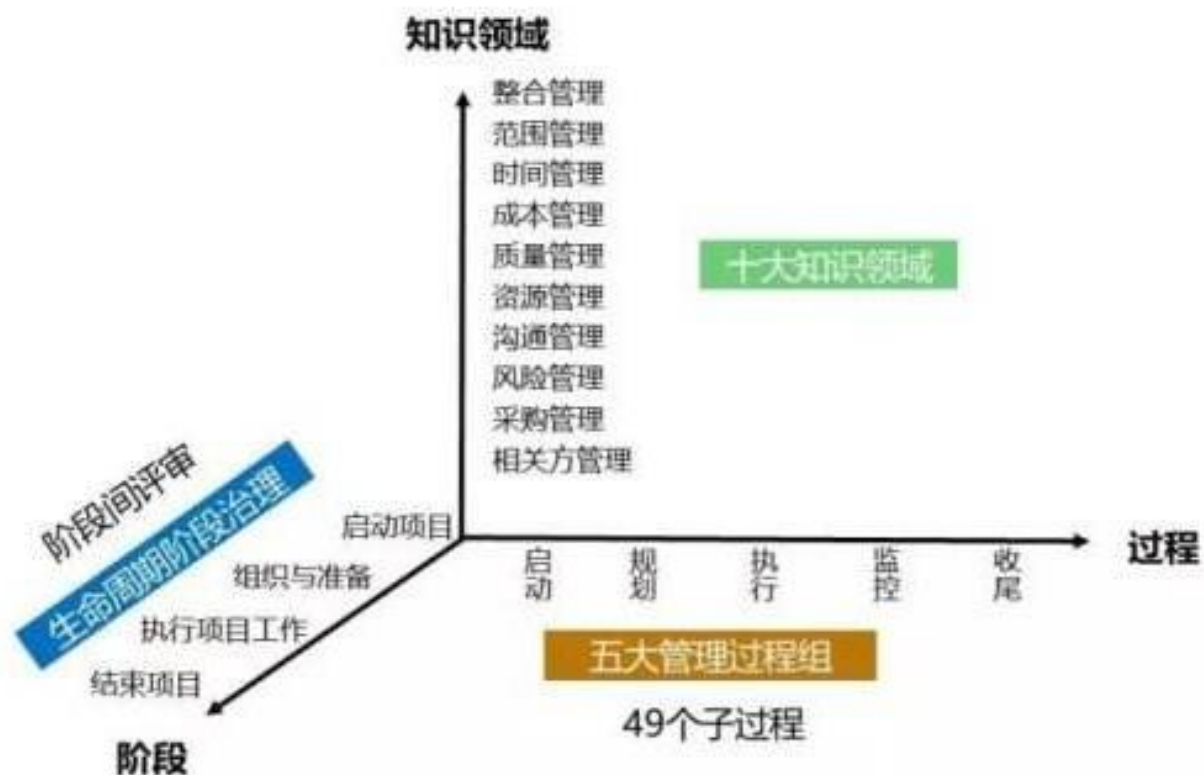 知识领域
整合管理
范围管理
时间管理
成本管理
质量管理
资源管理
沟通管理
风险管理
采购管理
相关方管理
十大知识领域
阶段间评审
生命周期阶段治理
启动项目
组织与准备
执行项目工作
结束项目
阶段
启动
规划
执行
监控
收尾
过程
五大管理过程组
49个子过程